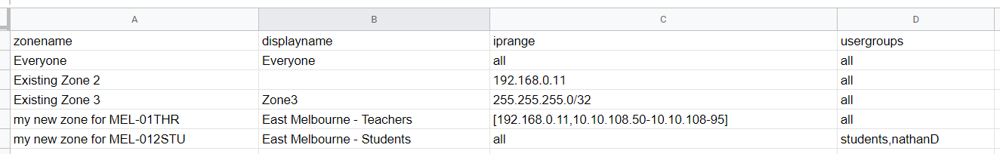 A B C D
zonename displayname iprange usergroups
Everyone Everyone all all
Existing Zone 2 192.168.0.11 all
Existing Zone 3 Zone3 255.255.255.0/32 all
my new zone for MEL-01THR East Melbourne - Teachers [192.168.0.11,10.10.108.50-10.10.108-95] all
my new zone for MEL-012STU East Melbourne - Students all students,nathanD